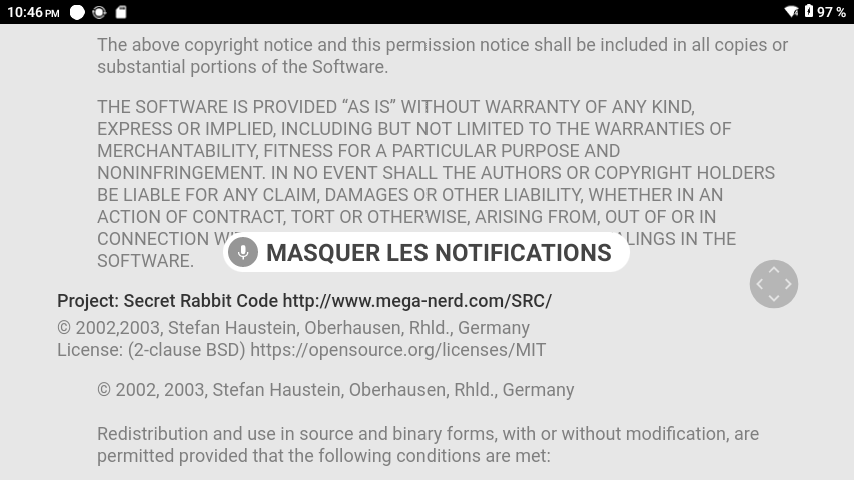 10:46 PM
97 %
The above copyright notice and this permission notice shall be included in all copies or
substantial portions of the Software.
THE SOFTWARE IS PROVIDED “AS IS” WITHOUT WARRANTY OF ANY KIND,
EXPRESS OR IMPLIED, INCLUDING BUT NOT LIMITED TO THE WARRANTIES OF
MERCHANTABILITY, FITNESS FOR A PARTICULAR PURPOSE AND
NONINFRINGEMENT. IN NO EVENT SHALL THE AUTHORS OR COPYRIGHT HOLDERS
BE LIABLE FOR ANY CLAIM, DAMAGES OR OTHER LIABILITY, WHETHER IN AN
ACTION OF CONTRACT, TORT OR OTHERWISE, ARISING FROM, OUT OF OR IN
CONNECTION IN THE
MASQUER LES NOTIFICATIONS
SOFTWARE.
Project: Secret Rabbit Code http://www.mega-nerd.com/SRC/
© 2002,2003, Stefan Haustein, Oberhausen, Rhld., Germany
License: (2-clause BSD) https://opensource.org/licenses/MIT
© 2002, 2003, Stefan Haustein, Oberhausen, Rhld., Germany
Redistribution and use in source and binary forms, with or without modification, are
permitted provided that the following conditions are met: